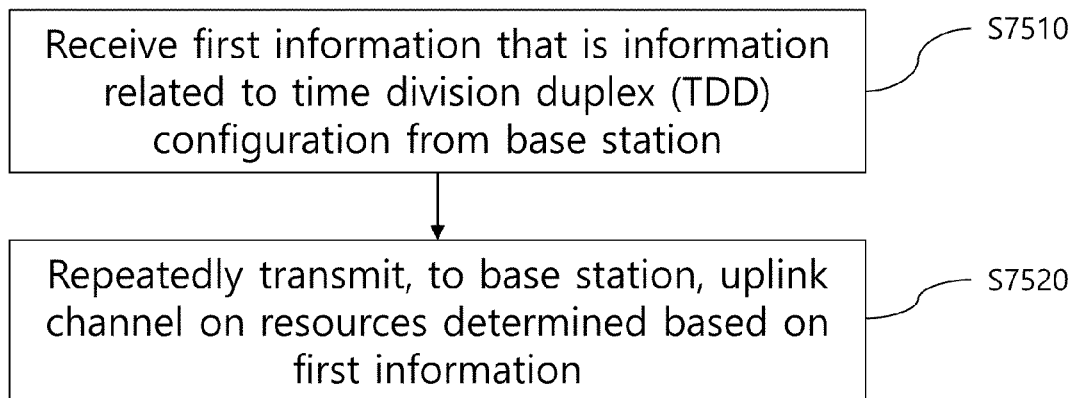 Receive first information that is information
related to time division duplex (TDD)
configuration from base station
S7510
Repeatedly transmit, to base station, uplink
channel on resources determined based on
first information
S7520